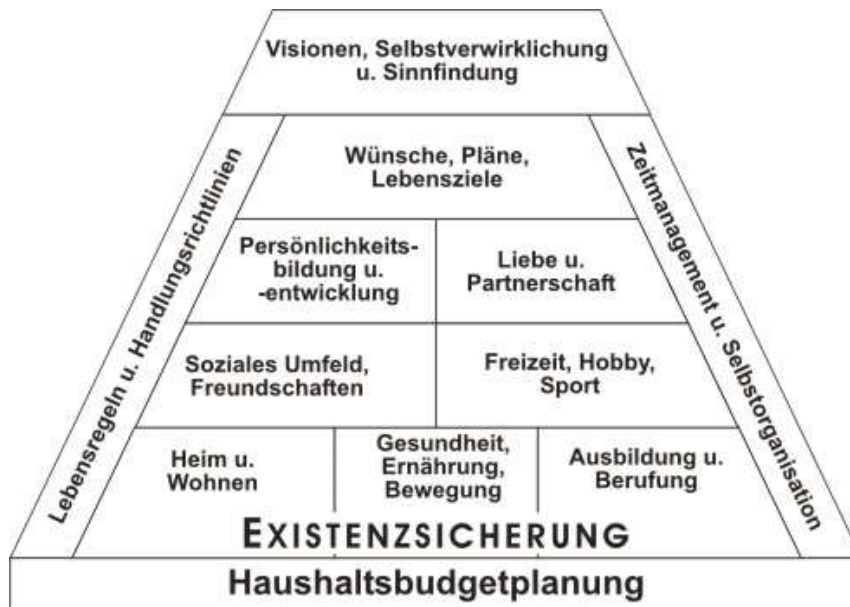 Visionen, Selbstverwirklichung
u. Sinnfindung
Wünsche, Pläne,
Lebensziele
Persönlichkeits-
bildung u.
-entwicklung
Liebe u.
Partnerschaft
Soziales Umfeld,
Freundschaften
Freizeit, Hobby,
Sport
Heim u.
Wohnen
Gesundheit,
Ernährung,
Bewegung
Ausbildung u.
Berufung
EXISTENZSICHERUNG
Haushaltsbudgetplanung
Lebensregeln u. Handlungsrichtlinien
Zeitmanagement u. Selbstorganisation